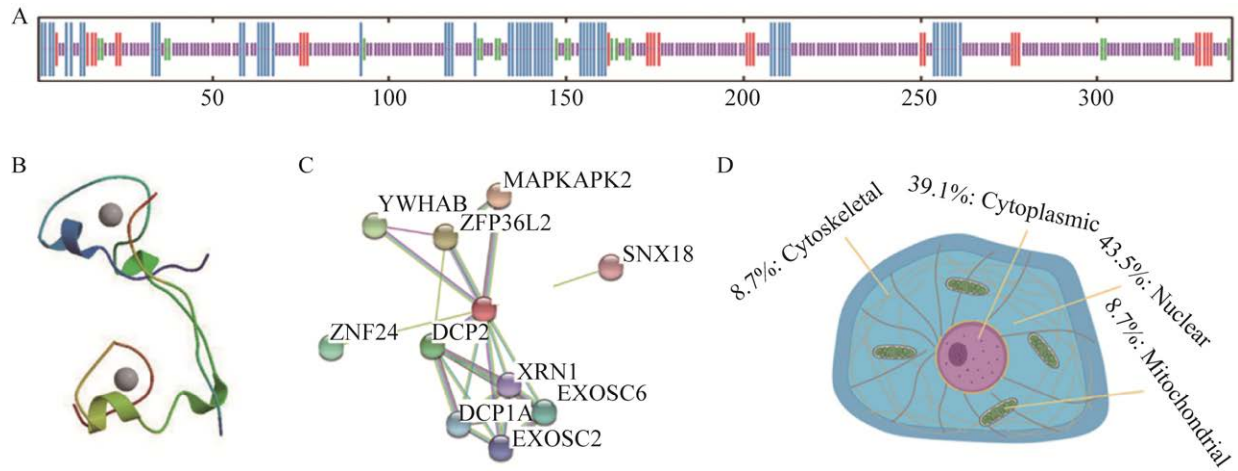 A
50
100
150
200
250
300
B
C
MAPKAPK2
YWHAB
ZFP36L2
SNX18
ZNF24
DCP2
XRN1
EXOSC6
DCP1A
EXOSC2
D
8.7%: Cytoskeletal
39.1%: Cytoplasmic
43.5%: Nuclear
8.7%: Mitochondrial